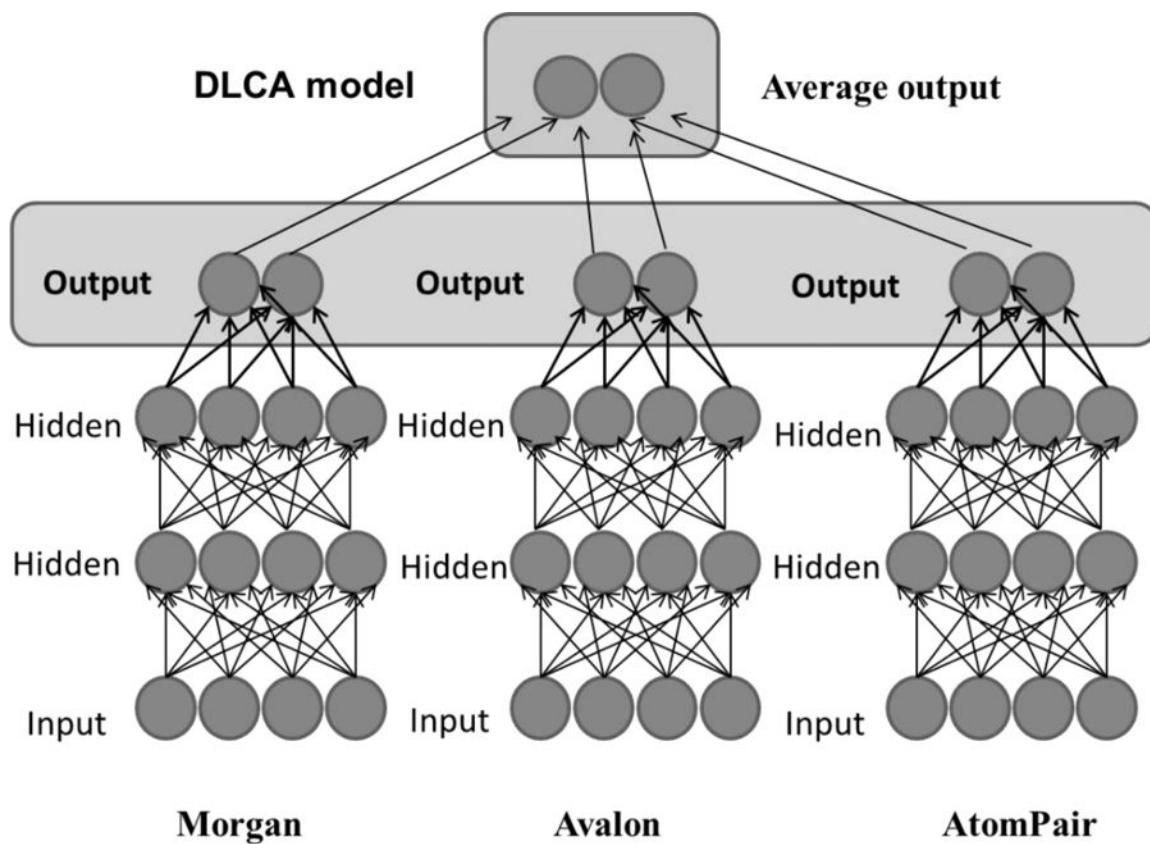 DLCA model
Average output
Output
Output
Output
Hidden
Hidden
Hidden
Hidden
Hidden
Hidden
Input
Input
Input
Morgan
Avalon
AtomPair